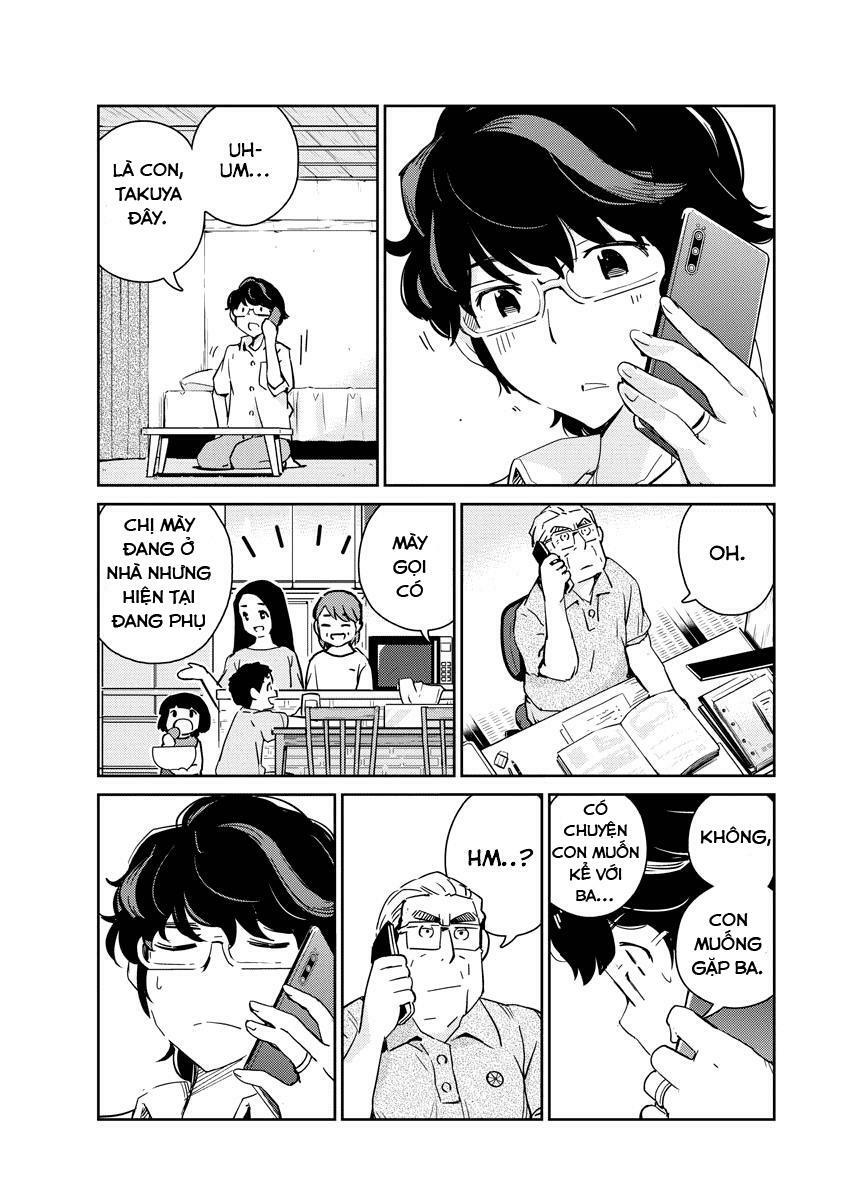 UH-
UM...
LÀ CON,
TAKUYA
ĐÂY.
OH.
MÀY
GỌI
CÓ
CHỊ MÀY
ĐANG Ở
NHÀ NHƯNG
HIỆN TẠI
ĐANG PHỤ
KHÔNG,
CON
MUỐNG
GẶP BA.
CÓ
CHUYỆN
CON MUỐN
KỂ VỚI
BA...
HM..?